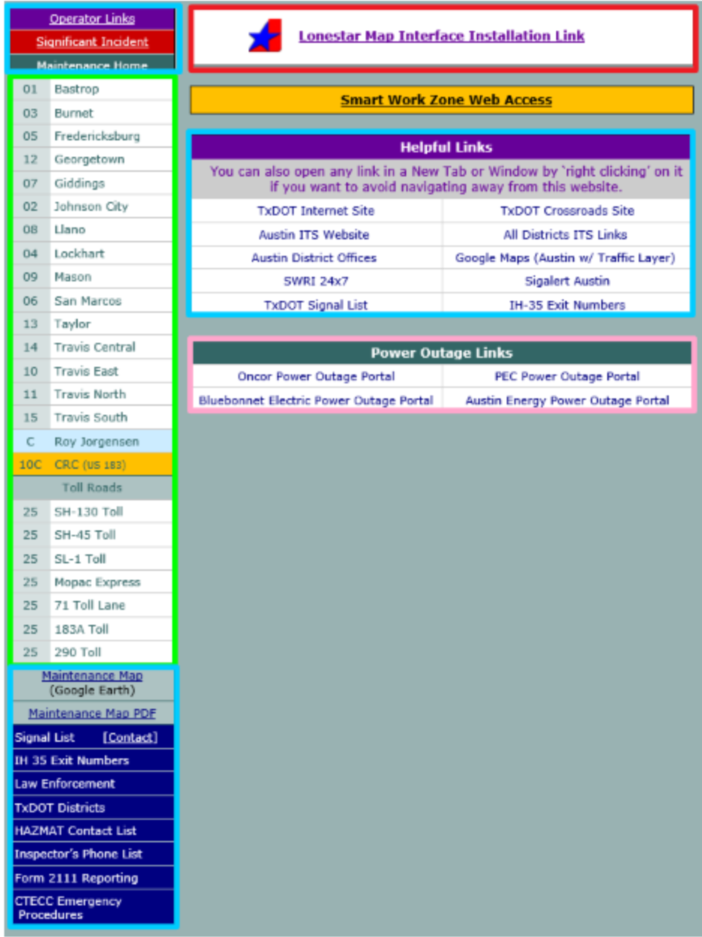 Operator Links
Significant Incident
Maintenance Home
01 Bastrop
03 Burnet
05 Fredericksburg
12 Georgetown
07 Giddings
02 Johnson City
08 Llano
04 Lockhart
09 Mason
06 San Marcos
13 Taylor
14 Travis Central
10 Travis East
11 Travis North
15 Travis South
C Roy Jorgensen
10C CRC (US 183)
Toll Roads
25 SH-130 Toll
25 SH-45 Toll
25 SL-1 Toll
25 Mopac Express
25 71 Toll Lane
25 183A Toll
25 290 Toll
Maintenance Map
(Google Earth)
Maintenance Map PDF
Signal List [Contact]
IH 35 Exit Numbers
Law Enforcement
TxDOT Districts
HAZMAT Contact List
Inspector's Phone List
Form 2111 Reporting
CTECC Emergency
Procedures
Lonestar Map Interface Installation Link
Smart Work Zone Web Access
Helpful Links
You can also open any link in a New Tab or Window by `right clicking' on it
if you want to avoid navigating away from this website.
TxDOT Internet Site TxDOT Crossroads Site
Austin ITS Website All Districts ITS Links
Austin District Offices Google Maps (Austin w/ Traffic Layer)
SWRI 24x7 Sigalert Austin
TxDOT Signal List IH-35 Exit Numbers
Power Outage Links
Oncor Power Outage Portal PEC Power Outage Portal
Bluebonnet Electric Power Outage Portal Austin Energy Power Outage Portal